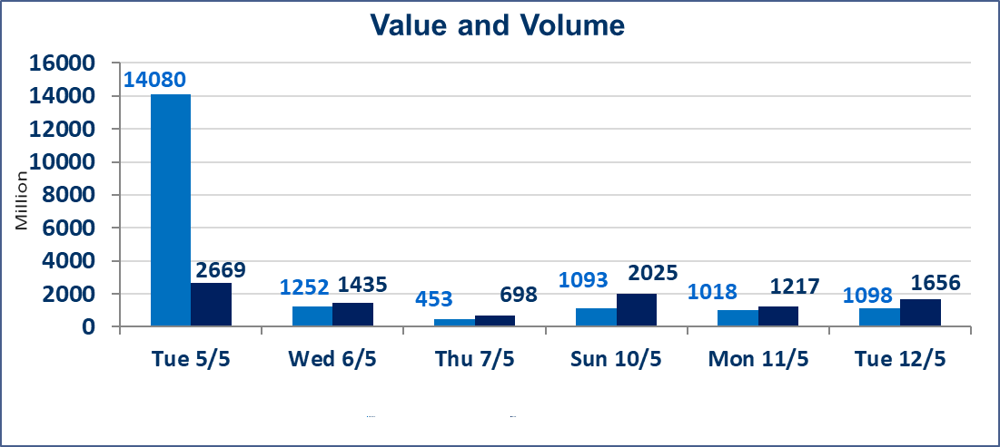 Value and Volume
16000
14000
12000
10000
8000
6000
4000
2000
0
Million
14080
2669
1252
1435
453
698
1093
2025
1018
1217
1098
1656
Tue 5/5
Wed 6/5
Thu 7/5
Sun 10/5
Mon 11/5
Tue 12/5